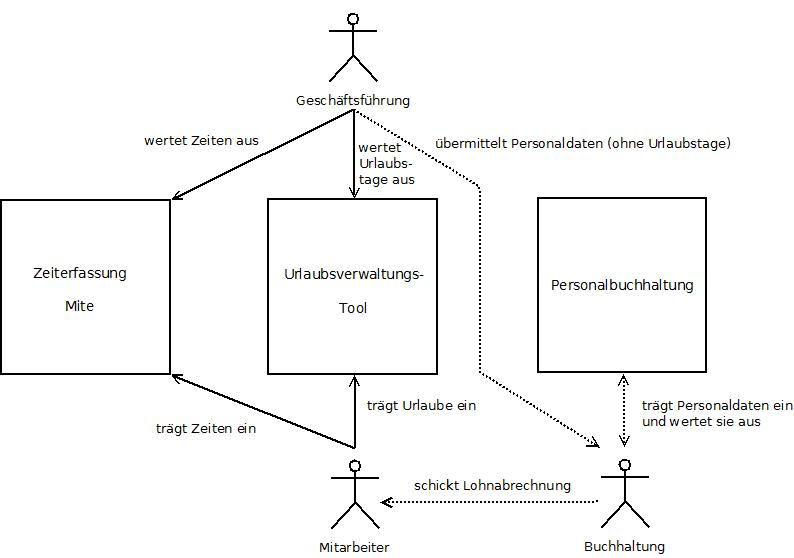 Geschäftsführung
wertet Zeiten aus
wertet
Urlaubs-
tage aus
übermittelt Personaldaten (ohne Urlaubstage)
Zeiterfassung
Mite
Urlaubsverwaltungs-
Tool
Personalbuchhaltung
trägt Zeiten ein
trägt Urlaube ein
trägt Personaldaten ein
und wertet sie aus
schickt Lohnabrechnung
Mitarbeiter
Buchhaltung